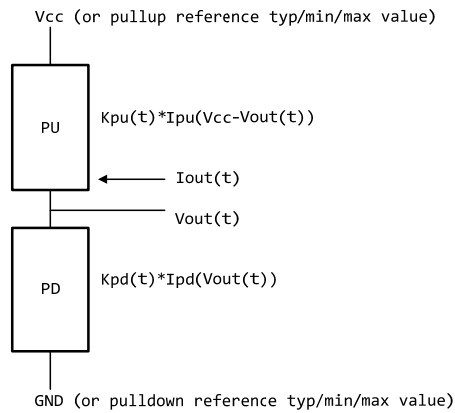 Vcc (or pullup reference typ/min/max value)
PU
Kpu(t)*Ipu(Vcc-Vout(t))
Iout(t)
Vout(t)
PD
Kpd(t)*Ipd(Vout(t))
GND (or pulldown reference typ/min/max value)